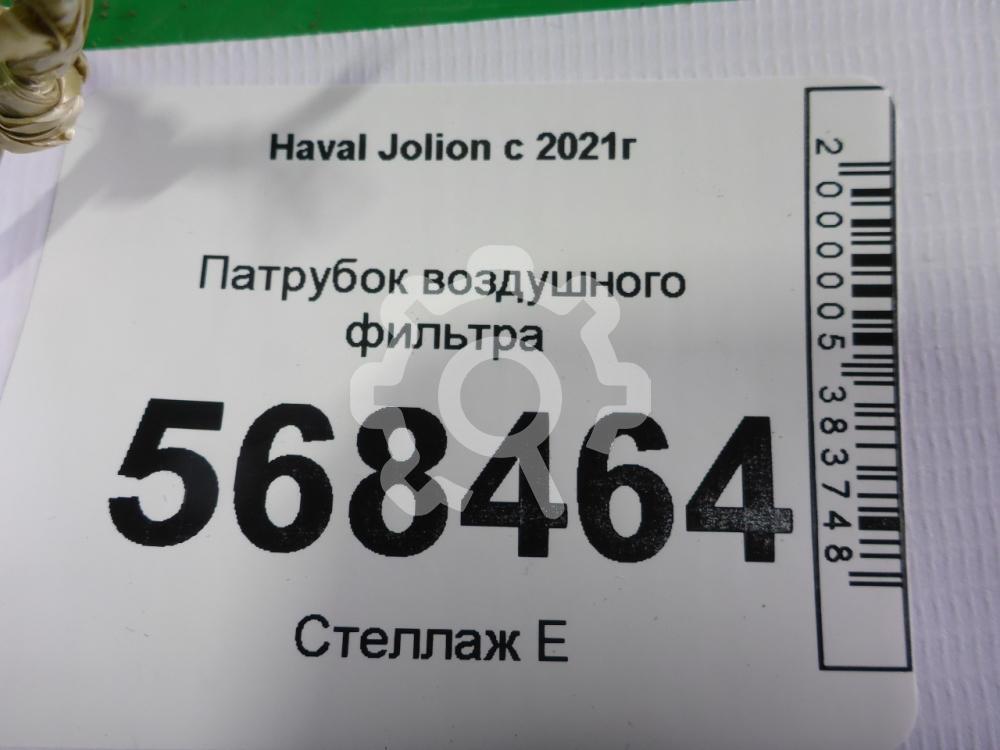 Haval Jolion с 2021г
Патрубок воздушного
фильтра
568464
Стеллаж Е
2000005383748